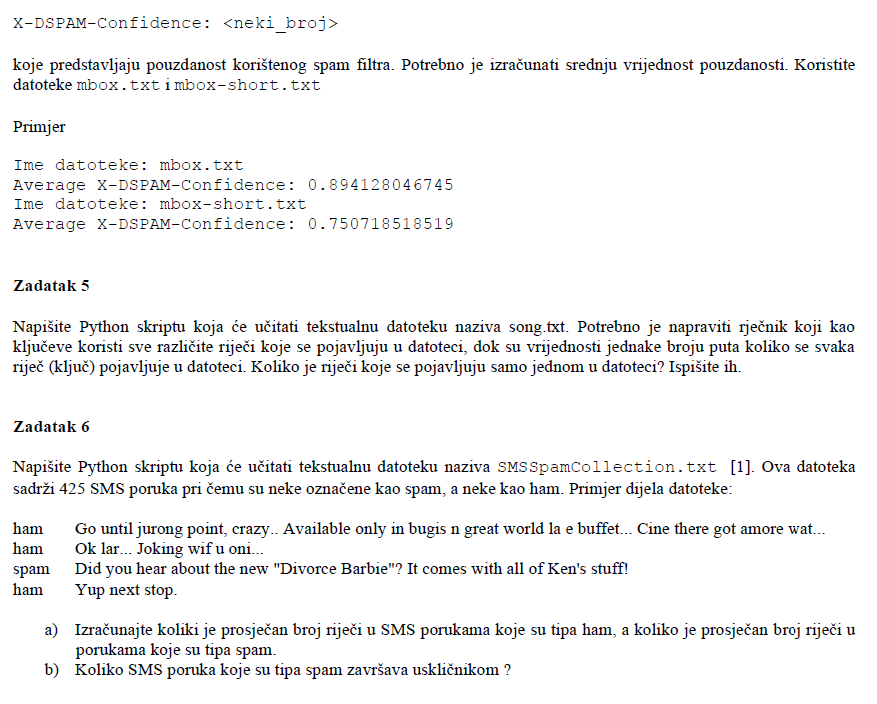 X-DSPAM-Confidence: <neki_broj>
koje predstavljaju pouzdanost korištenog spam filtra. Potrebno je izračunati srednju vrijednost pouzdanosti. Koristite
datoteke mbox.txt i mbox-short.txt
Primjer
Ime datoteke: mbox.txt
Average X-DSPAM-Confidence: 0.894128046745
Ime datoteke: mbox-short.txt
Average X-DSPAM-Confidence: 0.750718518519
Zadatak 5
Napišite Python skriptu koja će učitati tekstualnu datoteku naziva song.txt. Potrebno je napraviti rječnik koji kao
ključeve koristi sve različite riječi koje se pojavljuju u datoteci, dok su vrijednosti jednake broju puta koliko se svaka
riječ (ključ) pojavljuje u datoteci. Koliko je riječi koje se pojavljuju samo jednom u datoteci? Ispišite ih.
Zadatak 6
Napišite Python skriptu koja će učitati tekstualnu datoteku naziva SMSSpamCollection.txt [1]. Ova datoteka
sadrži 425 SMS poruka pri čemu su neke označene kao spam, a neke kao ham. Primjer dijela datoteke:
ham Go until jurong point, crazy.. Available only in bugis n great world la e buffet... Cine there got amore wat...
ham Ok lar... Joking wif u oni...
spam Did you hear about the new "Divorce Barbie"? It comes with all of Ken's stuff!
ham Yup next stop.
a) Izračunajte koliki je prosječan broj riječi u SMS porukama koje su tipa ham, a koliko je prosječan broj riječi u
porukama koje su tipa spam.
b) Koliko SMS poruka koje su tipa spam završava uskličnikom ?